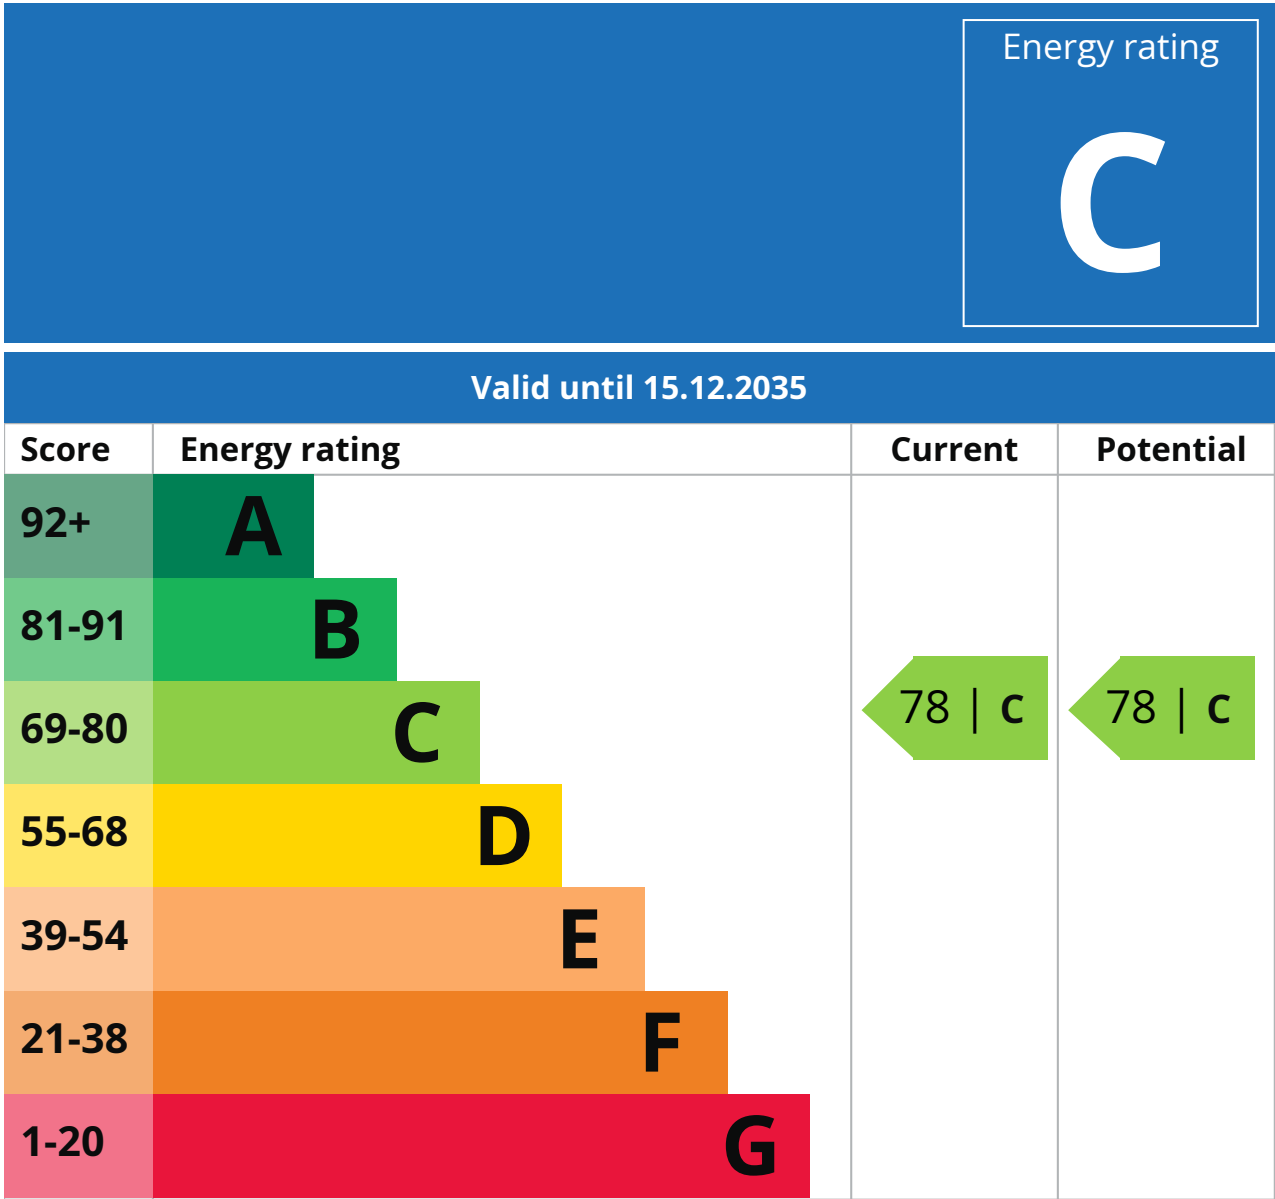 Energy rating
C
Valid until 15.12.2035
Score Energy rating Current Potential
92+ A
81-91 B
69-80 C 78 | C 78 | C
55-68 D
39-54 E
21-38 F
1-20 G